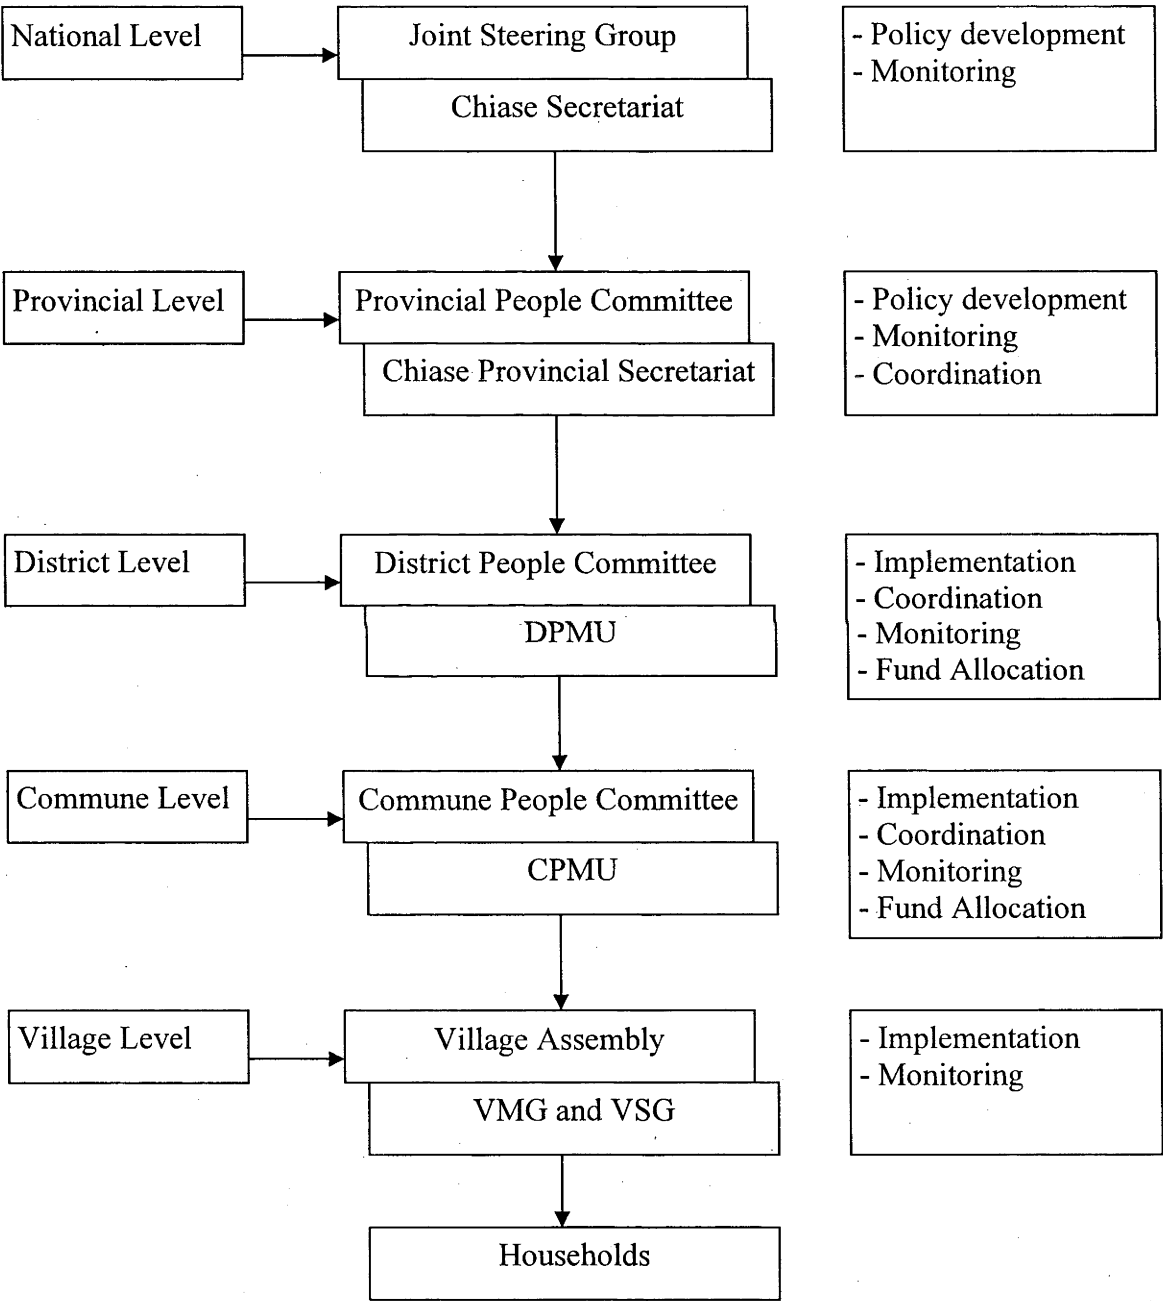 National Level
Joint Steering Group
- Policy development
- Monitoring
Chiase Secretariat
Provincial Level
Provincial People Committee
- Policy development
- Monitoring
- Coordination
Chiase Provincial Secretariat
District Level
District People Committee
- Implementation
- Coordination
- Monitoring
- Fund Allocation
DPMU
Commune Level
Commune People Committee
- Implementation
- Coordination
- Monitoring
- Fund Allocation
CPMU
Village Level
Village Assembly
- Implementation
- Monitoring
VMG and VSG
Households